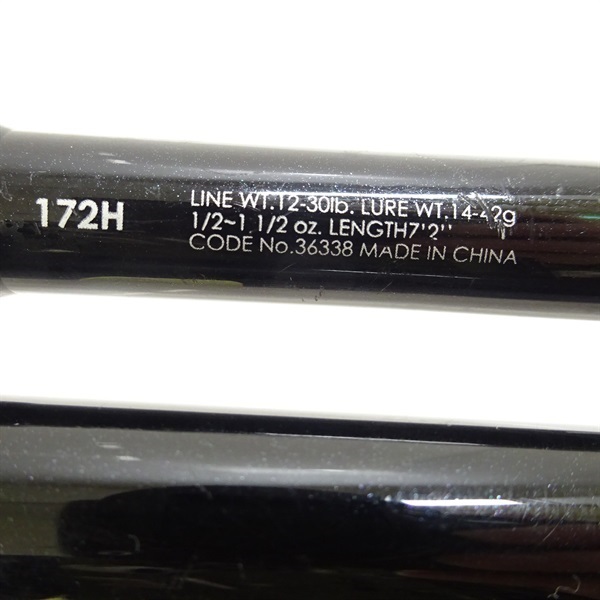 172H
LINE WT.12-30lb. LURE WT.14-42g
1/2~1 1/2 oz. LENGTH7'2''
CODE No.36338 MADE IN CHINA